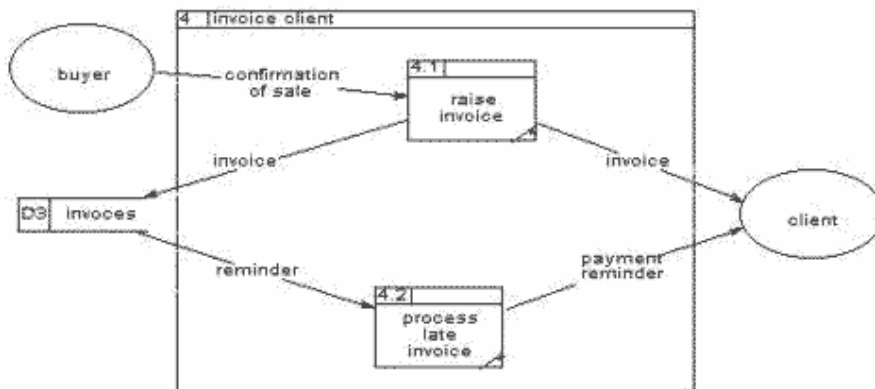 4 invoice client
buyer
confirmation
of sale
4.1
raise
invoice
invoice
invoice
D3 invoces
client
reminder
payment
reminder
4.2
process
late
invoice